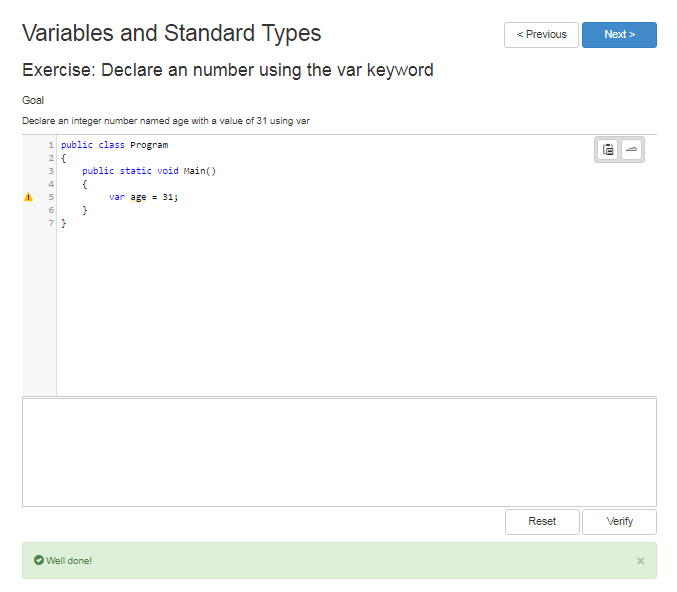 Variables and Standard Types
< Previous
Next >
Exercise: Declare an number using the var keyword
Goal
Declare an integer number named age with a value of 31 using var
1 public class Program
2 {
3     public static void Main()
4     {
5          var age = 31;
6     }
7 }
Reset
Verify
Well done!
×